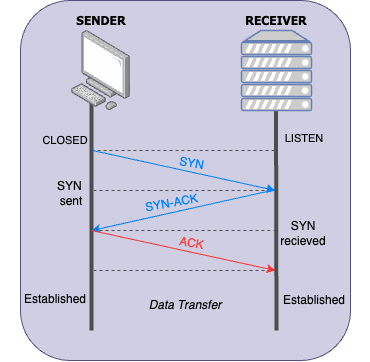 SENDER
RECEIVER
CLOSED
LISTEN
SYN
SYN
sent
SYN-ACK
SYN
recieved
ACK
Established
Data Transfer
Established